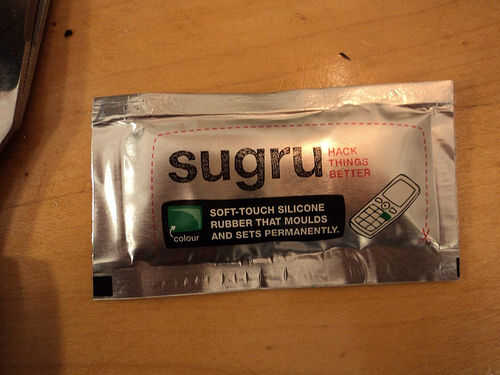 sugru
HACK
THINGS
BETTER
colour
SOFT-TOUCH SILICONE
RUBBER THAT MOULDS
AND SETS PERMANENTLY.